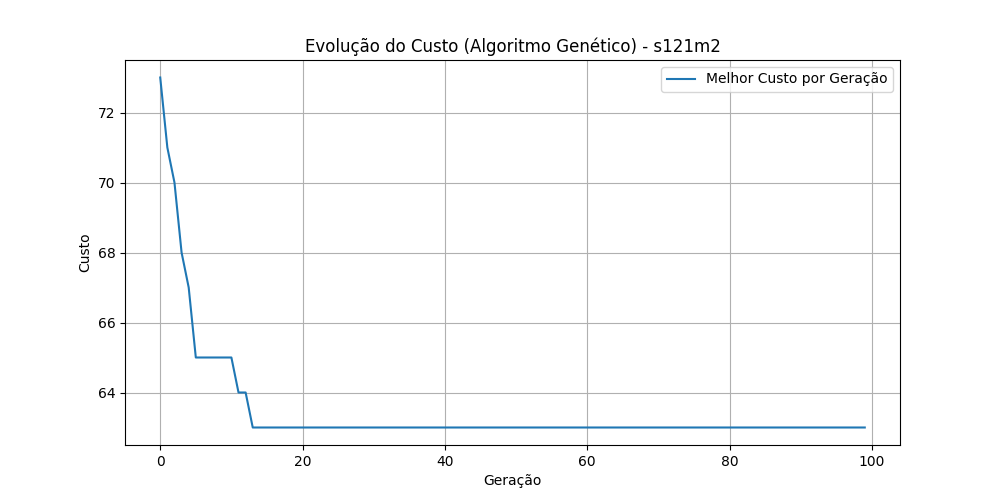 Evolução do Custo (Algoritmo Genético) - s121m2
Melhor Custo por Geração
72
70
68
66
64
Custo
0 20 40 60 80 100
Geração